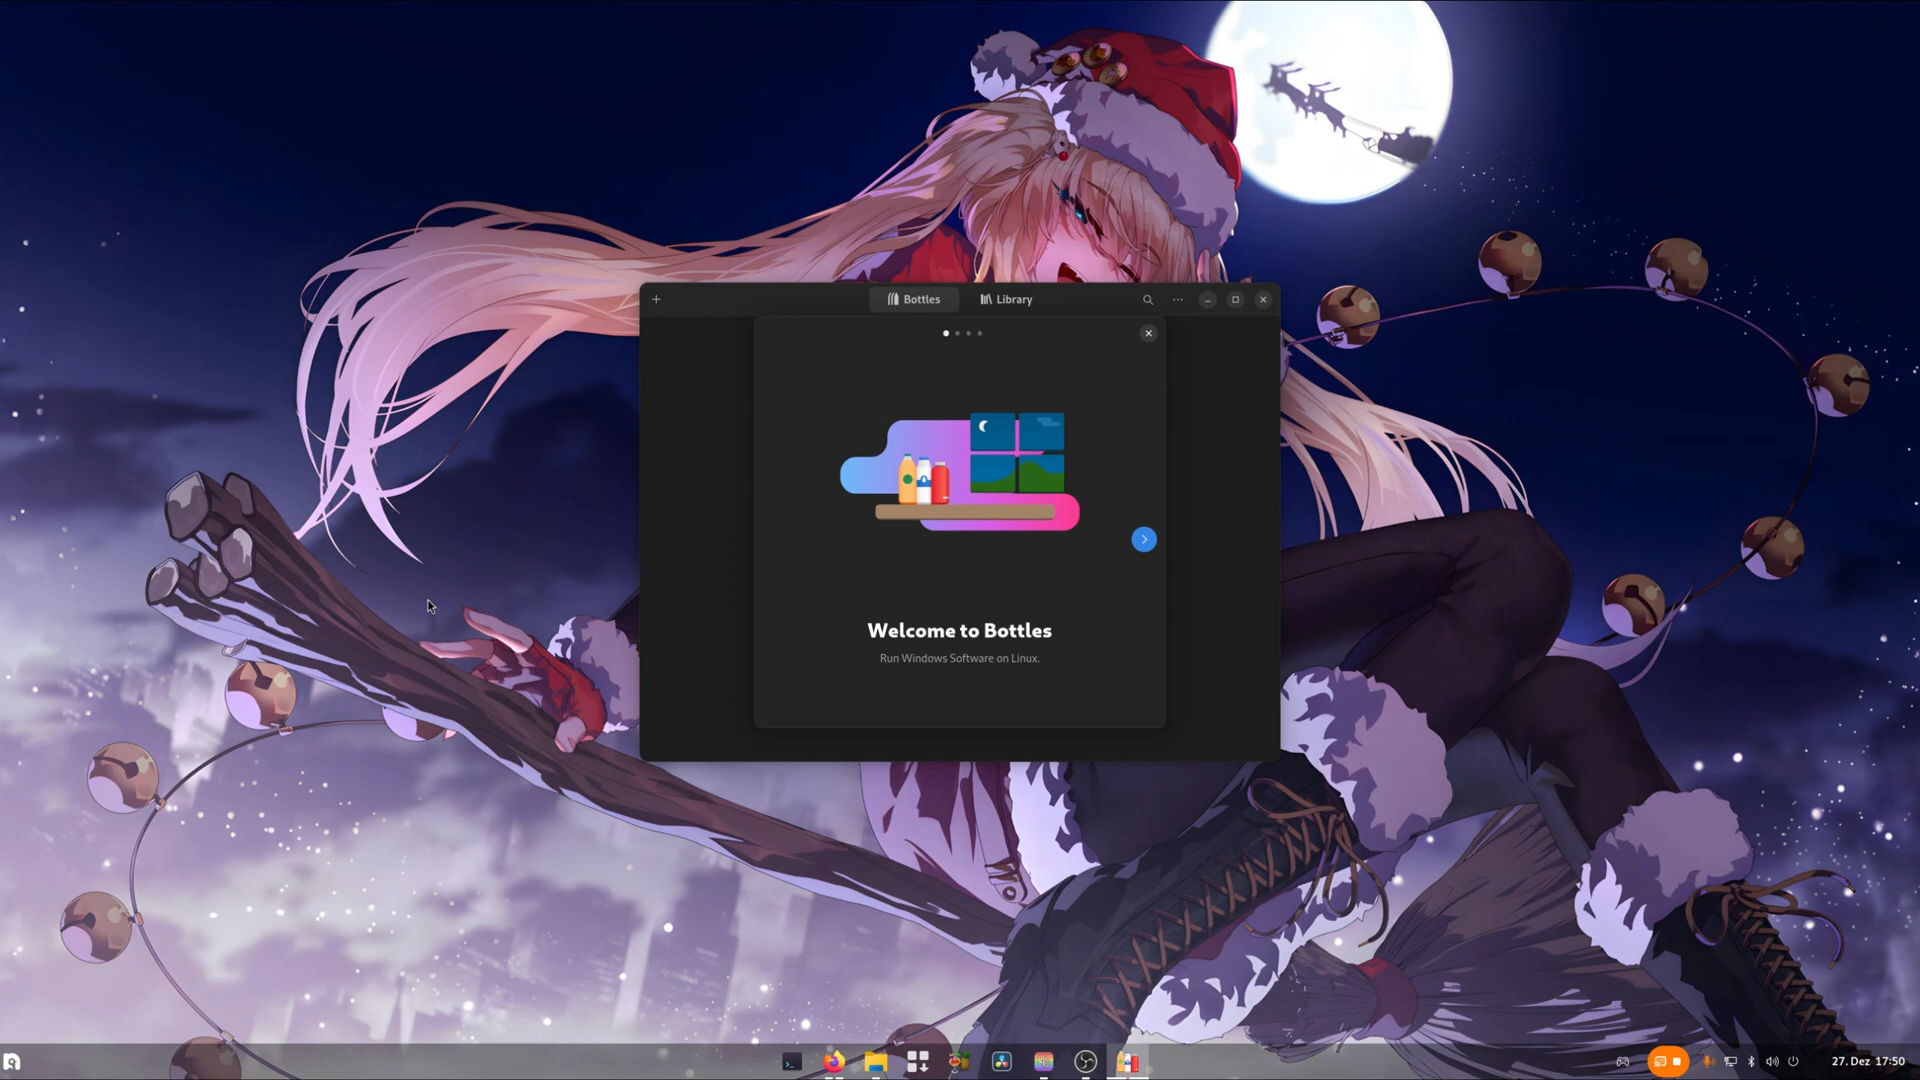 Bottles
Library
Welcome to Bottles
Run Windows Software on Linux.
27. Dez 17:50